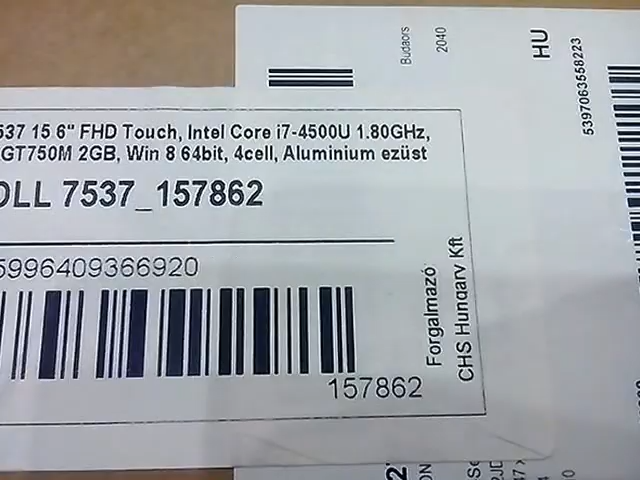 537 15 6" FHD Touch, Intel Core i7-4500U 1.80GHz,
GT750M 2GB, Win 8 64bit, 4cell, Aluminium ezüst
DLL 7537_157862
5996409366920
157862
Forgalmazó
CHS Hungary Kft
Budaörs
2040
HU
5397063558223